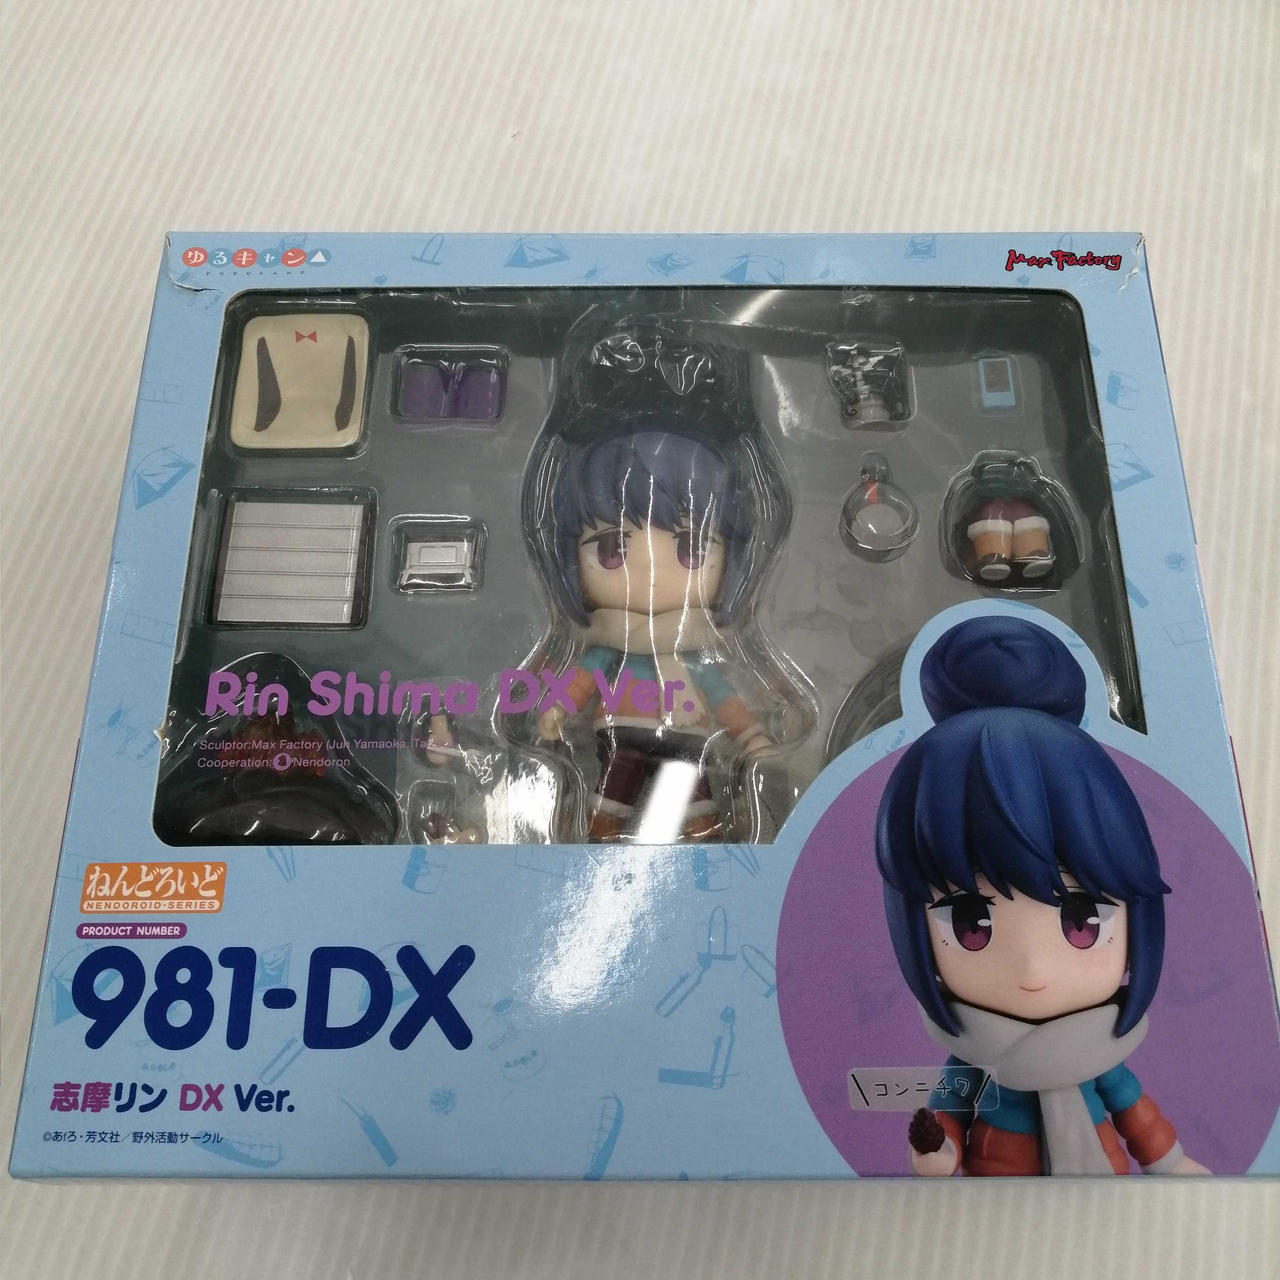 ゆるキャン△
YURUCAMP
Max Factory
Rin Shima DX Ver.
Sculptor:Max Factory (Jun Yamaoka,
Cooperation: Nendoron
ねんどろいど
NENDOROID-SERIES
PRODUCT NUMBER
981-DX
志摩リン DX Ver.
©あfろ・芳文社／野外活動サークル
コンニチワ